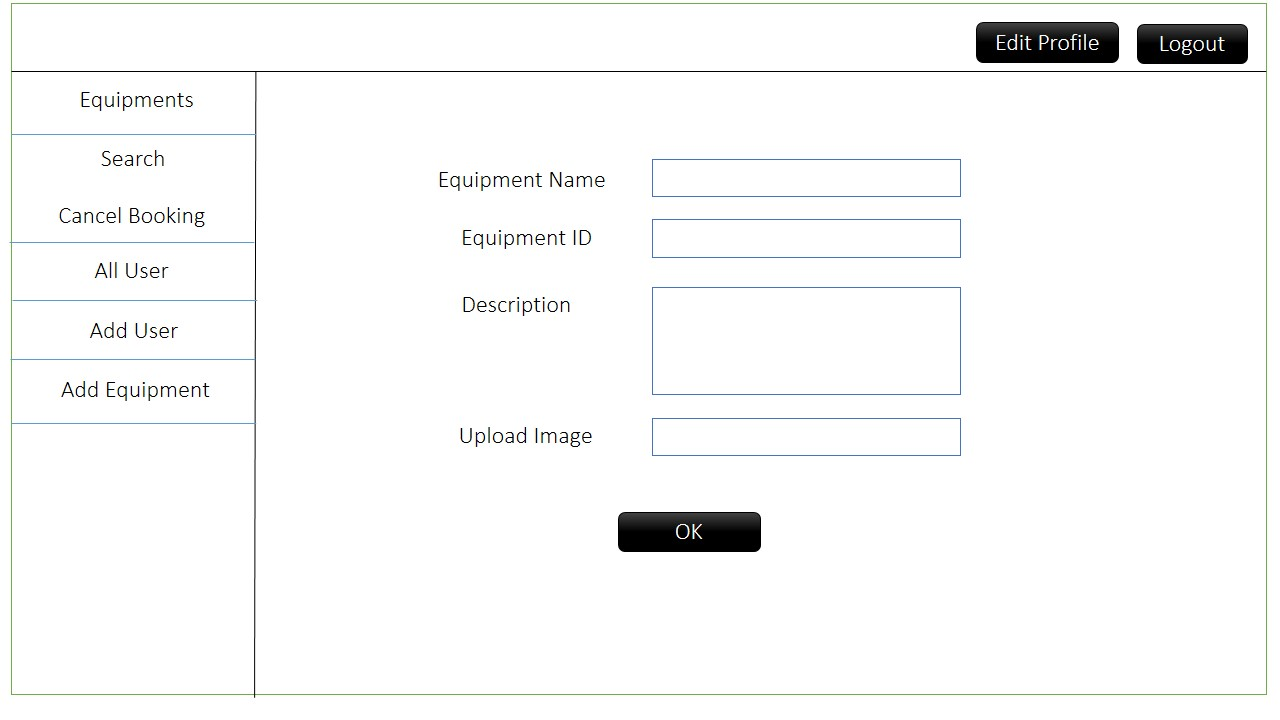 Edit Profile
Logout
Equipments
Search
Cancel Booking
All User
Add User
Add Equipment
Equipment Name
Equipment ID
Description
Upload Image
OK